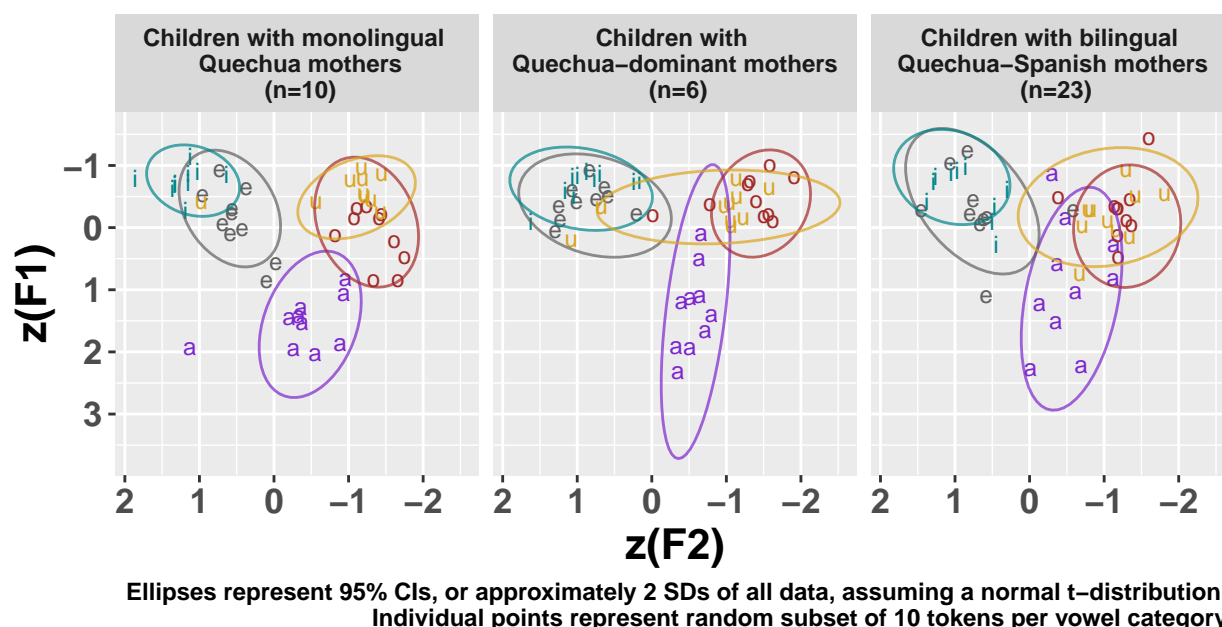 Children with monolingual
Quechua mothers
(n=10)
Children with
Quechua−dominant mothers
(n=6)
Children with bilingual
Quechua−Spanish mothers
(n=23)
z(F1)
−1
0
1
2
3
2 1 0 −1 −2
2 1 0 −1 −2
2 1 0 −1 −2
z(F2)
Ellipses represent 95% CIs, or approximately 2 SDs of all data, assuming a normal t−distribution
Individual points represent random subset of 10 tokens per vowel category